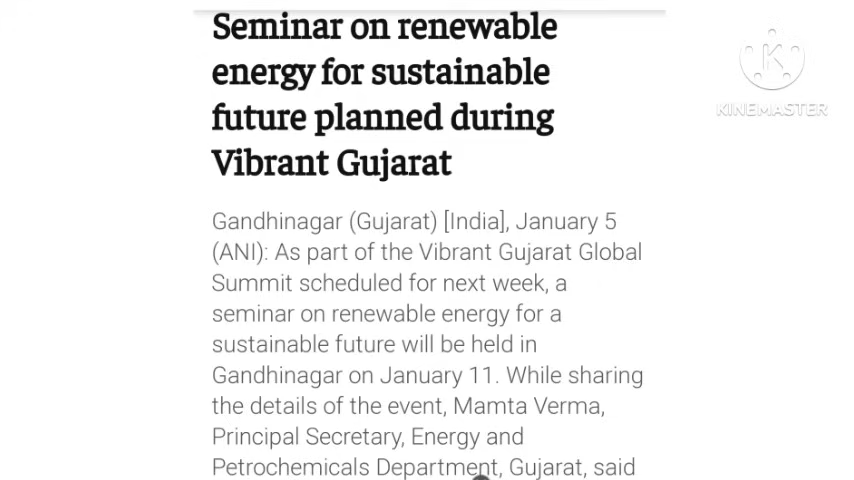 Seminar on renewable
energy for sustainable
future planned during
Vibrant Gujarat
Gandhinagar (Gujarat) [India], January 5
(ANI): As part of the Vibrant Gujarat Global
Summit scheduled for next week, a
seminar on renewable energy for a
sustainable future will be held in
Gandhinagar on January 11. While sharing
the details of the event, Mamta Verma,
Principal Secretary, Energy and
Petrochemicals Department, Gujarat, said
K
KINEMASTER